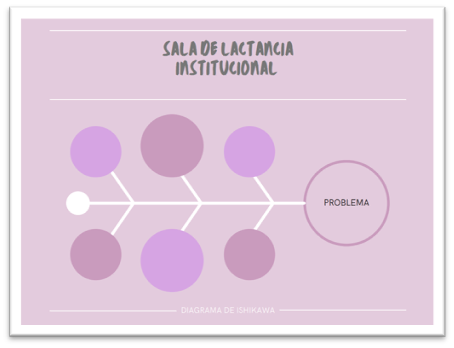 SALA DE LACTANCIA
INSTITUCIONAL
PROBLEMA
DIAGRAMA DE ISHIKAWA